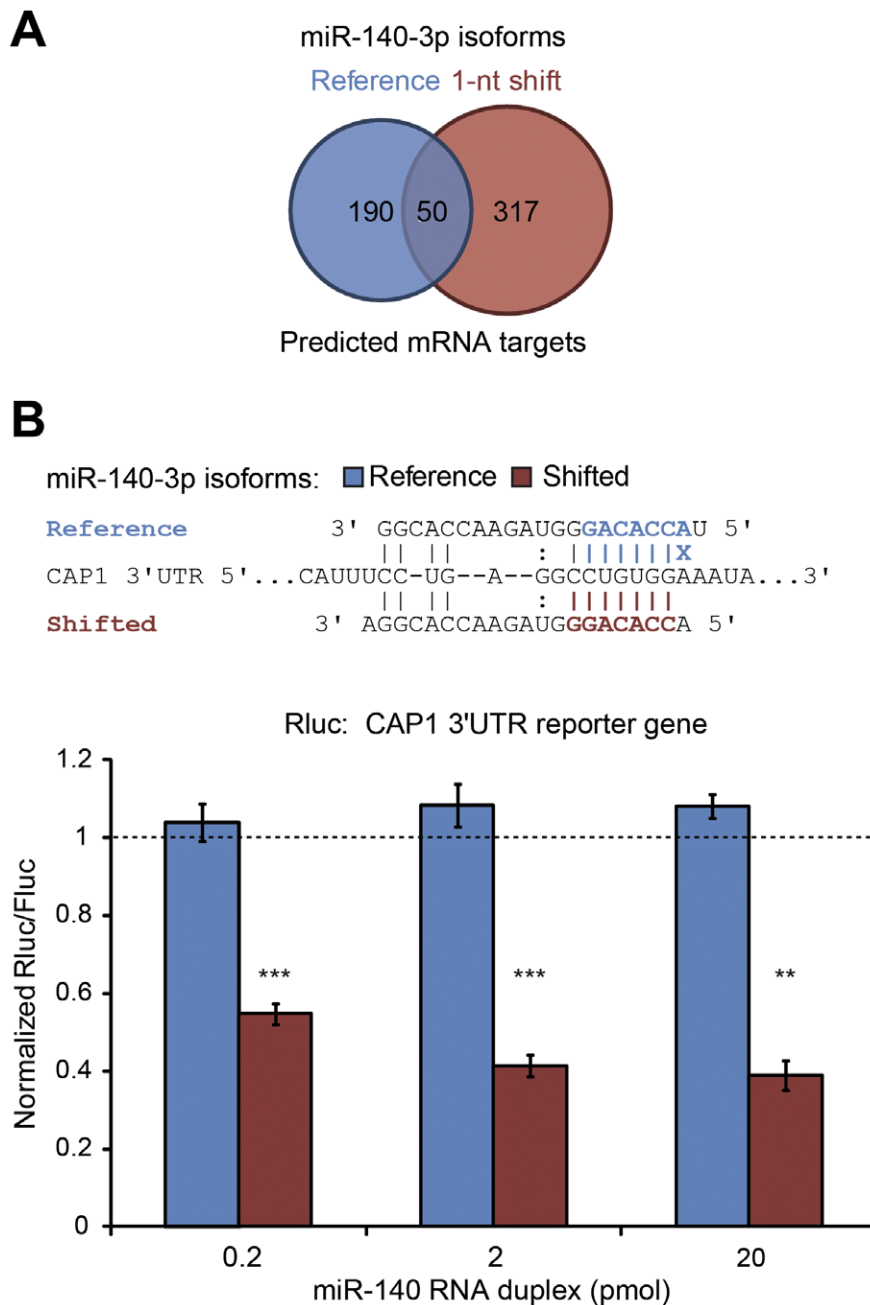 A
miR-140-3p isoforms
Reference 1-nt shift
190 50 317
Predicted mRNA targets
B
miR-140-3p isoforms: Reference Shifted
Reference 3' GGCACCAAGAUGGGACACCAU 5'
|| || : |||||||X
CAP1 3'UTR 5'...CAUUUCC-UG--A--GGCCUGUGGAAAUA...3'
|| || : |||||||
Shifted 3' AGGCACCAAGAUGGGACACCA 5'
Rluc: CAP1 3'UTR reporter gene
1.2
1
0.8
0.6
0.4
0.2
0
Normalized Rluc/Fluc
*** *** **
0.2 2 20
miR-140 RNA duplex (pmol)